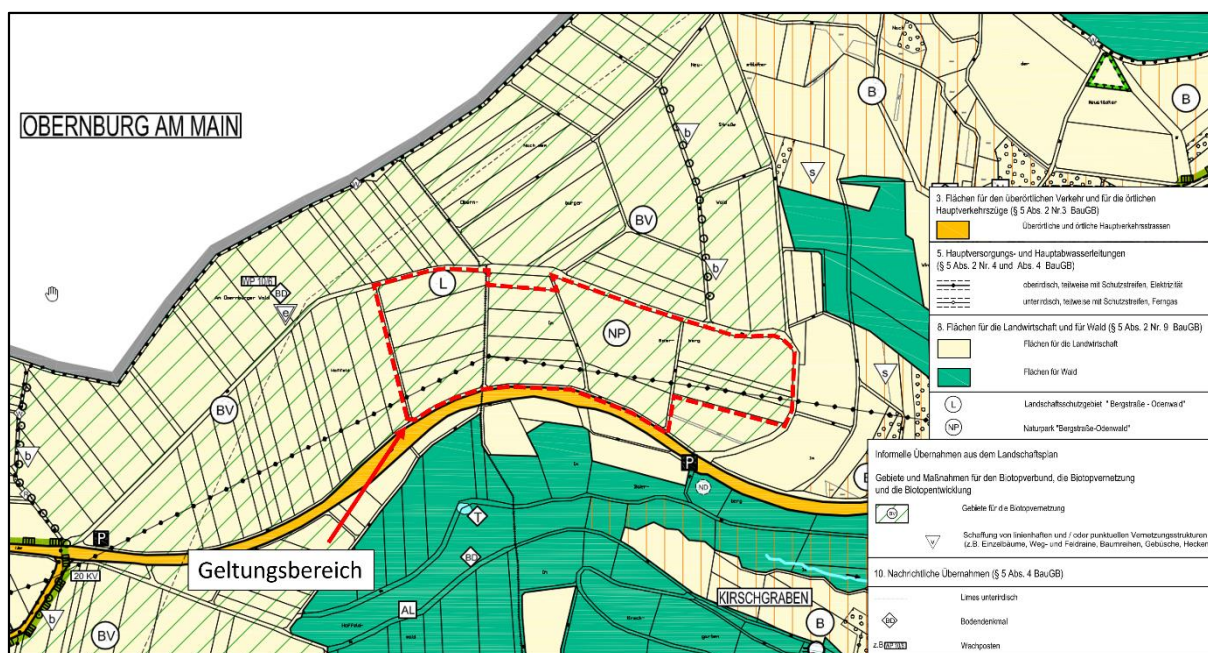 OBERNBURG AM MAIN
B
B
b
s
BV
b
WP 10/6
BD
e
L
NP
BV
s
b
P
P
ND
Geltungsbereich
T
BD
20 KV
AL
KIRSCHGRABEN
B
b
BV
3. Flächen für den überörtlichen Verkehr und für die örtlichen
Hauptverkehrszüge (§ 5 Abs. 2 Nr.3 BauGB)
Überörtliche und örtliche Hauptverkehrsstrassen
5. Hauptversorgungs- und Hauptabwasserleitungen
(§ 5 Abs. 2 Nr. 4 und Abs. 4 BauGB)
oberirdisch, teilweise mit Schutzstreifen, Elektrizität
unterirdisch, teilweise mit Schutzstreifen, Ferngas
8. Flächen für die Landwirtschaft und für Wald (§ 5 Abs. 2 Nr. 9 BauGB)
Flächen für die Landwirtschaft
Flächen für Wald
L
Landschaftsschutzgebiet " Bergstraße - Odenwald"
NP
Naturpark "Bergstraße-Odenwald"
Informelle Übernahmen aus dem Landschaftsplan
Gebiete und Maßnahmen für den Biotopverbund, die Biotopvernetzung
und die Biotopentwicklung
BV
Gebiete für die Biotopvernetzung
Schaffung von linienhaften und / oder punktuellen Vernetzungsstrukturen
(z.B. Einzelbäume, Weg- und Feldraine, Baumreihen, Gebüsche, Hecken
10. Nachrichtliche Übernahmen (§ 5 Abs. 4 BauGB)
Limes unterirdisch
BD
Bodendenkmal
z.B
Wachposten